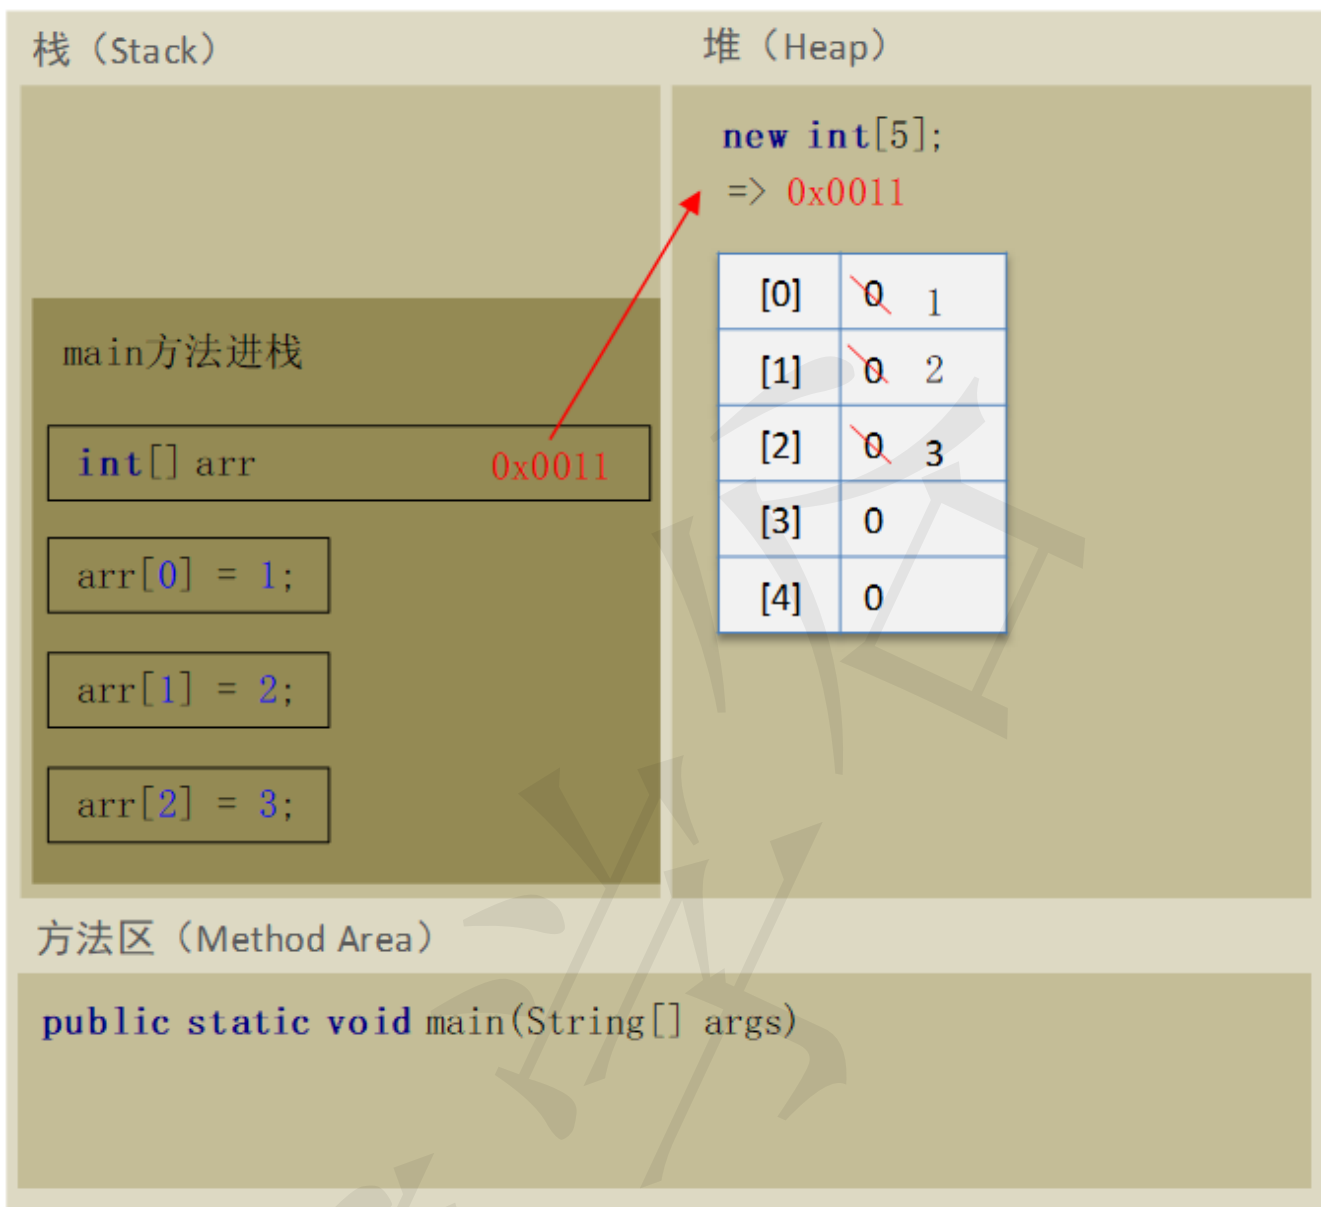 栈（Stack）
堆（Heap）
new int[5];
=> 0x0011
[0] 0 1
[1] 0 2
[2] 0 3
[3] 0
[4] 0
main方法进栈
int[] arr 0x0011
arr[0] = 1;
arr[1] = 2;
arr[2] = 3;
方法区（Method Area）
public static void main(String[] args)